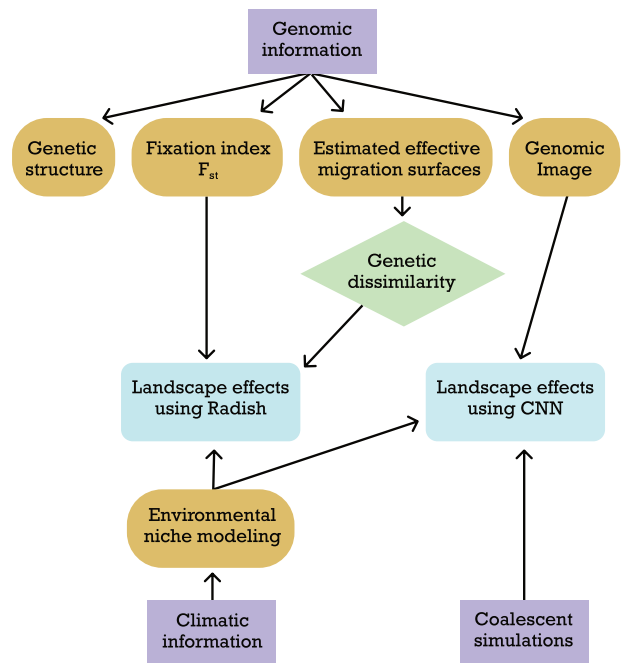 Genomic
information
Genetic
structure
Fixation index
Fst
Estimated effective
migration surfaces
Genomic
Image
Genetic
dissimilarity
Landscape effects
using Radish
Landscape effects
using CNN
Environmental
niche modeling
Climatic
information
Coalescent
simulations